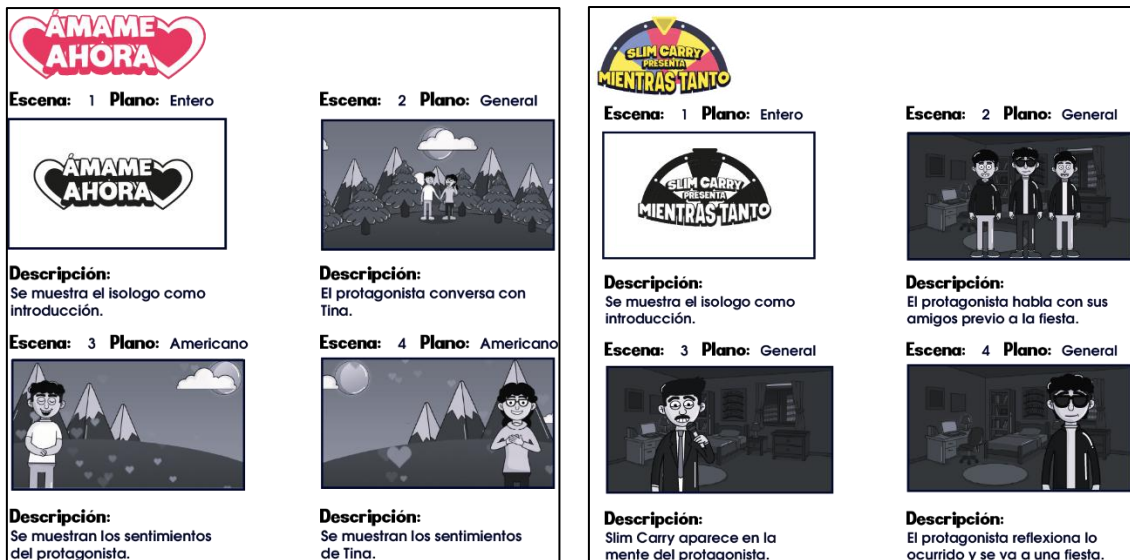 ÁMAME
AHORA
Escena: 1 Plano: Entero
ÁMAME
AHORA
Descripción:
Se muestra el isologo como
introducción.
Escena: 2 Plano: General
Descripción:
El protagonista conversa con
Tina.
Escena: 3 Plano: Americano
Descripción:
Se muestran los sentimientos
del protagonista.
Escena: 4 Plano: Americano
Descripción:
Se muestran los sentimientos
de Tina.
SLIM CARRY
PRESENTA
MIENTRAS TANTO
Escena: 1 Plano: Entero
SLIM CARRY
PRESENTA
MIENTRAS TANTO
Descripción:
Se muestra el isologo como
introducción.
Escena: 2 Plano: General
Descripción:
El protagonista habla con sus
amigos previo a la fiesta.
Escena: 3 Plano: General
Descripción:
Slim Carry aparece en la
mente del protagonista.
Escena: 4 Plano: General
Descripción:
El protagonista reflexiona lo
ocurrido y se va a una fiesta.